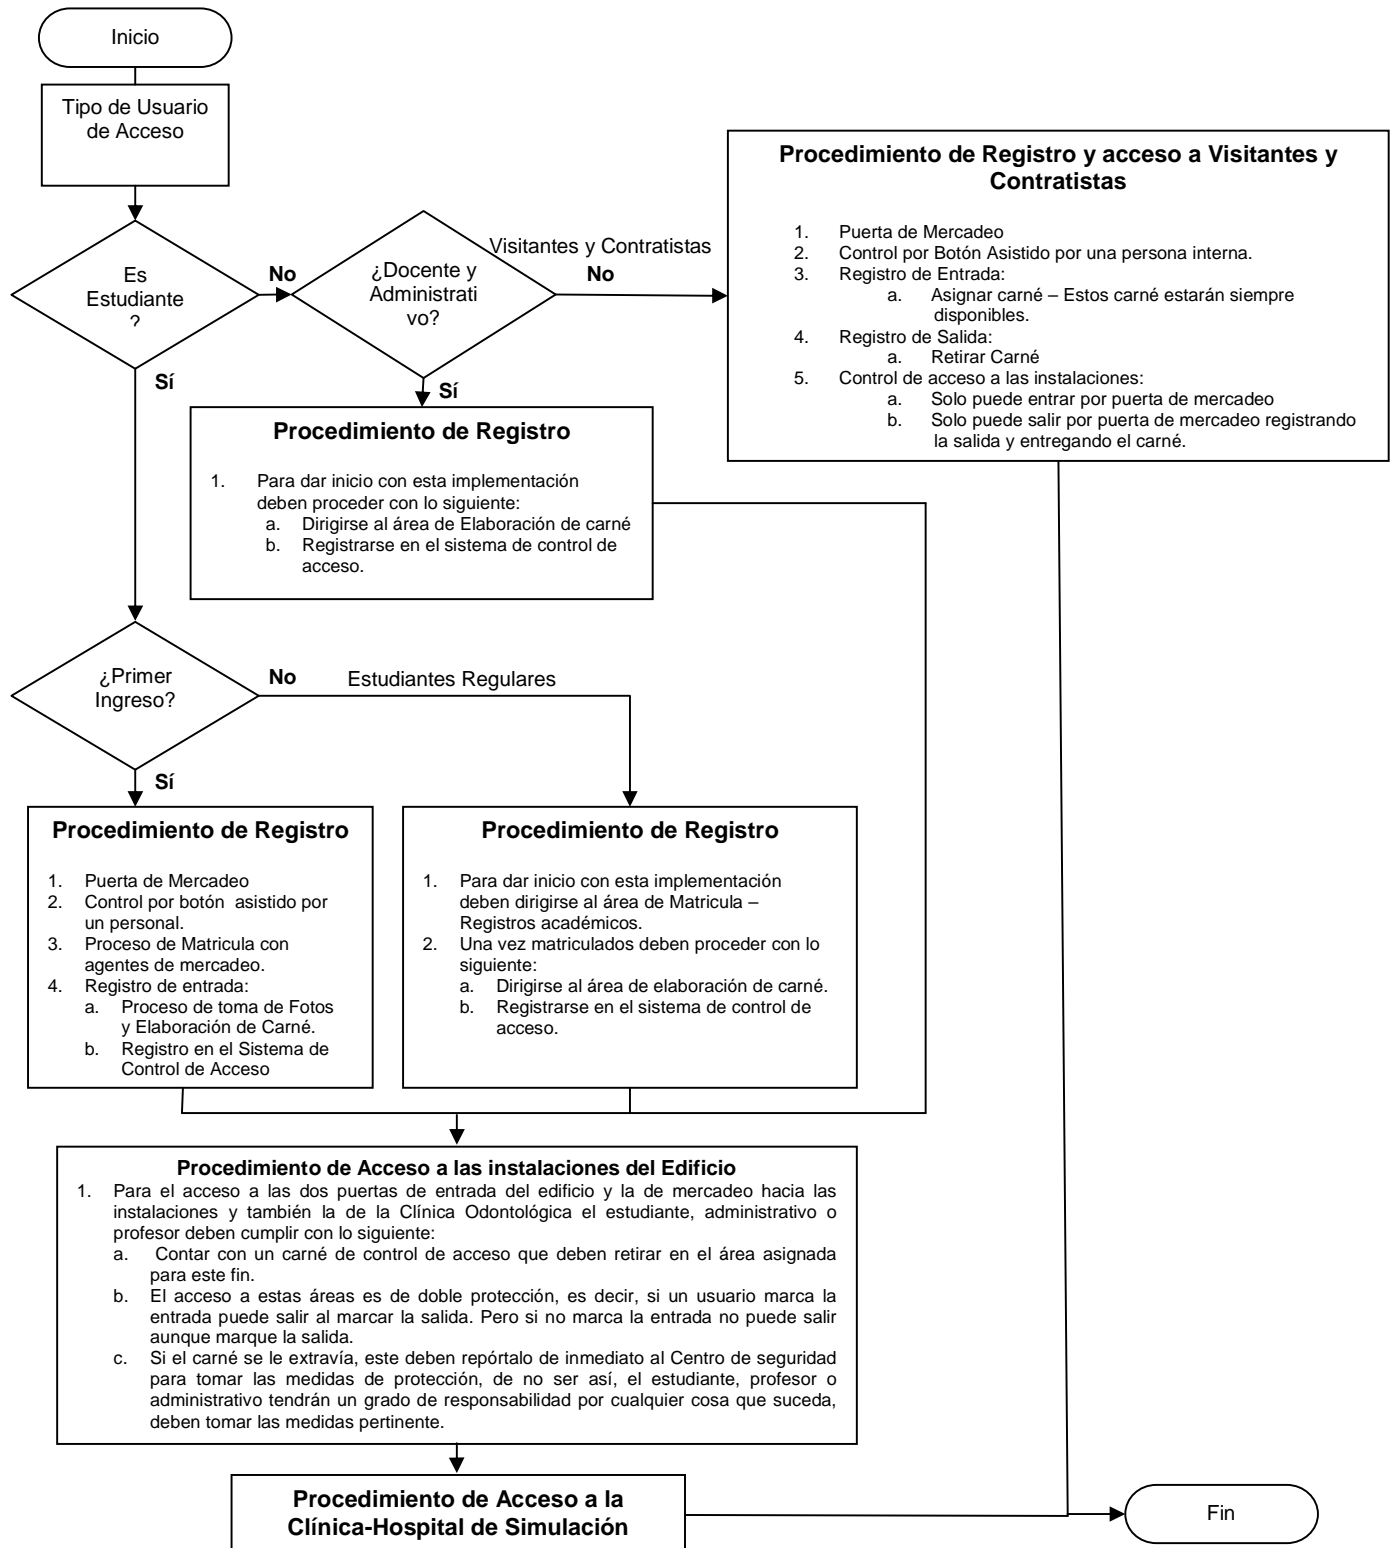 Inicio
Tipo de Usuario
de Acceso
Es
Estudiante
?
No
Sí
¿Docente y
Administrati
vo?
Visitantes y Contratistas
No
Sí
Procedimiento de Registro y acceso a Visitantes y
Contratistas
1. Puerta de Mercadeo
2. Control por Botón Asistido por una persona interna.
3. Registro de Entrada:
a. Asignar carné – Estos carné estarán siempre
disponibles.
4. Registro de Salida:
a. Retirar Carné
5. Control de acceso a las instalaciones:
a. Solo puede entrar por puerta de mercadeo
b. Solo puede salir por puerta de mercadeo registrando
la salida y entregando el carné.
Procedimiento de Registro
1. Para dar inicio con esta implementación
deben proceder con lo siguiente:
a. Dirigirse al área de Elaboración de carné
b. Registrarse en el sistema de control de
acceso.
¿Primer
Ingreso?
No
Estudiantes Regulares
Sí
Procedimiento de Registro
1. Puerta de Mercadeo
2. Control por botón asistido por
un personal.
3. Proceso de Matricula con
agentes de mercadeo.
4. Registro de entrada:
a. Proceso de toma de Fotos
y Elaboración de Carné.
b. Registro en el Sistema de
Control de Acceso
Procedimiento de Registro
1. Para dar inicio con esta implementación
deben dirigirse al área de Matricula –
Registros académicos.
2. Una vez matriculados deben proceder con lo
siguiente:
a. Dirigirse al área de elaboración de carné.
b. Registrarse en el sistema de control de
acceso.
Procedimiento de Acceso a las instalaciones del Edificio
1. Para el acceso a las dos puertas de entrada del edificio y la de mercadeo hacia las
instalaciones y también la de la Clínica Odontológica el estudiante, administrativo o
profesor deben cumplir con lo siguiente:
a. Contar con un carné de control de acceso que deben retirar en el área asignada
para este fin.
b. El acceso a estas áreas es de doble protección, es decir, si un usuario marca la
entrada puede salir al marcar la salida. Pero si no marca la entrada no puede salir
aunque marque la salida.
c. Si el carné se le extravía, este deben repórtalo de inmediato al Centro de seguridad
para tomar las medidas de protección, de no ser así, el estudiante, profesor o
administrativo tendrán un grado de responsabilidad por cualquier cosa que suceda,
deben tomar las medidas pertinente.
Procedimiento de Acceso a la
Clínica-Hospital de Simulación
Fin